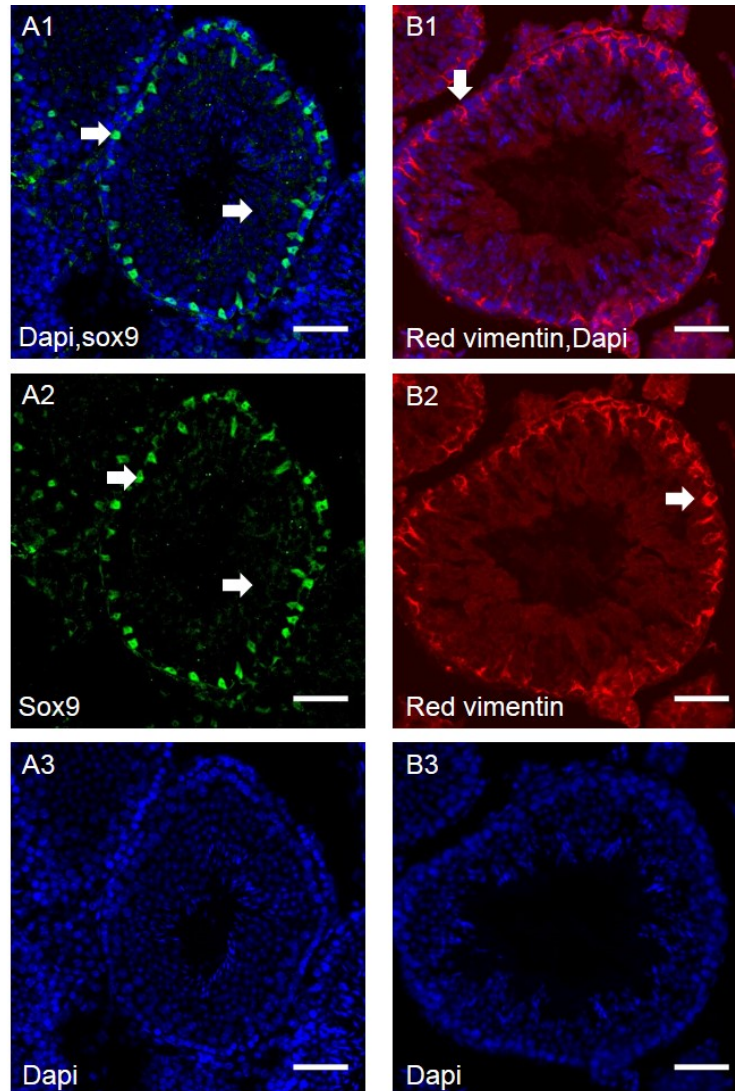 A1
Dapi,sox9
B1
Red vimentin,Dapi
A2
Sox9
B2
Red vimentin
A3
Dapi
B3
Dapi